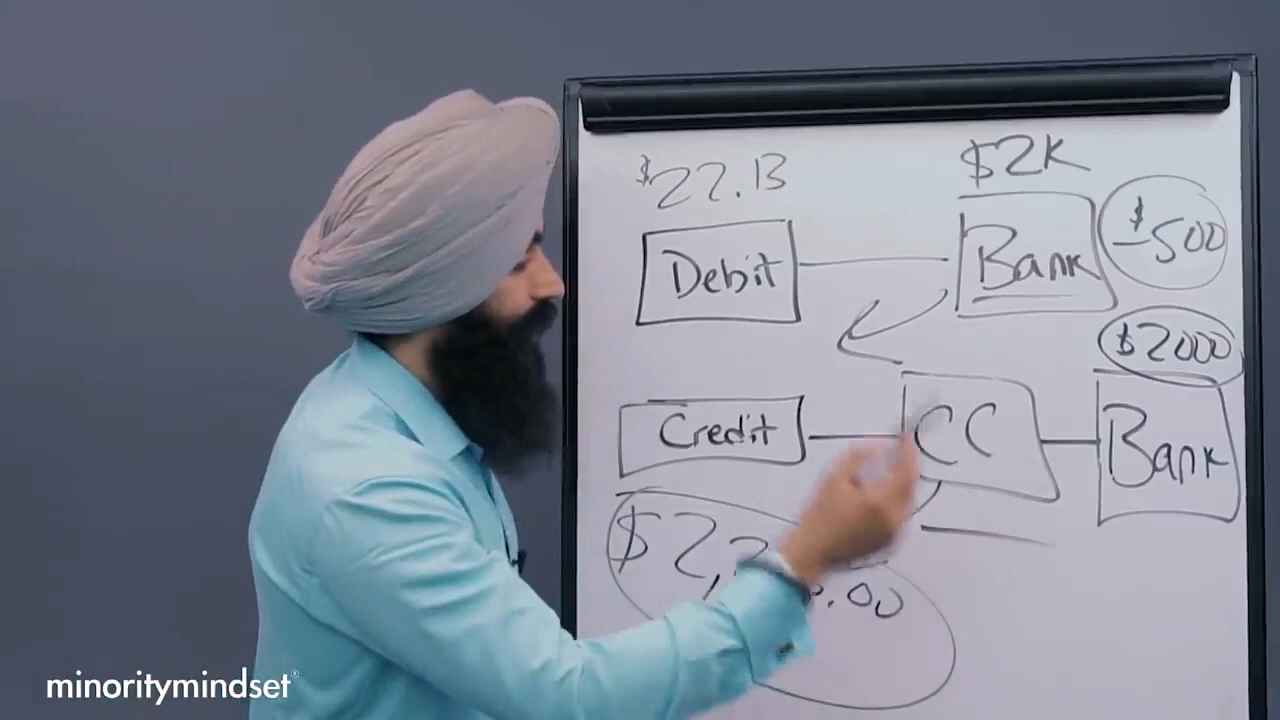 $22.13
$2K
Debit
Bank
-$500
$2000
Credit
CC
Bank
minoritymindset®